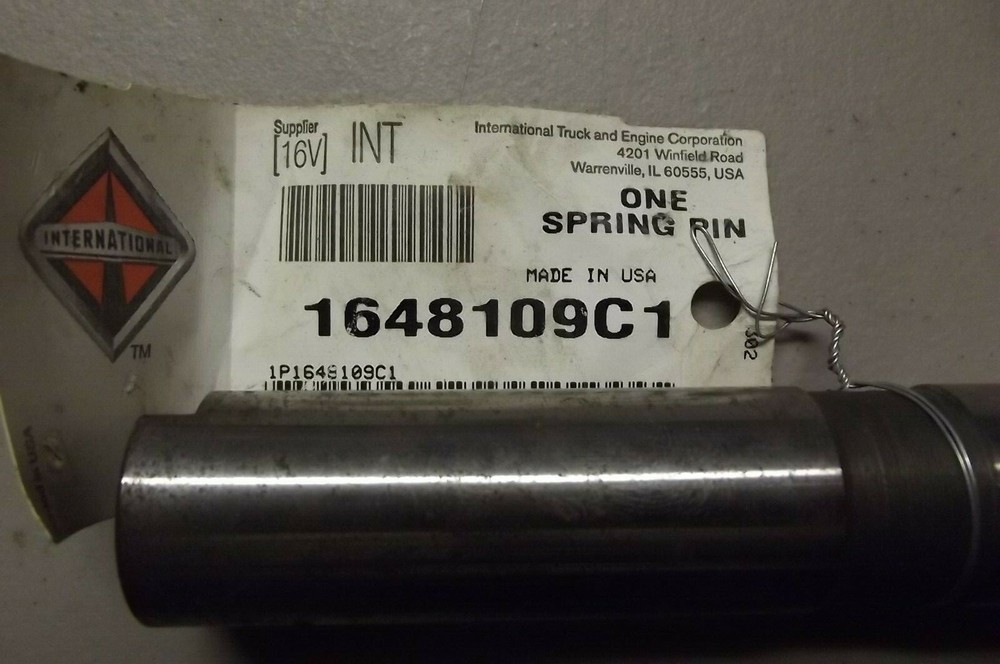 INTERNATIONAL
TM
Supplier
[16V] INT
International Truck and Engine Corporation
4201 Winfield Road
Warrenville, IL 60555, USA
ONE
SPRING PIN
MADE IN USA
1648109C1
302
1P1648109C1